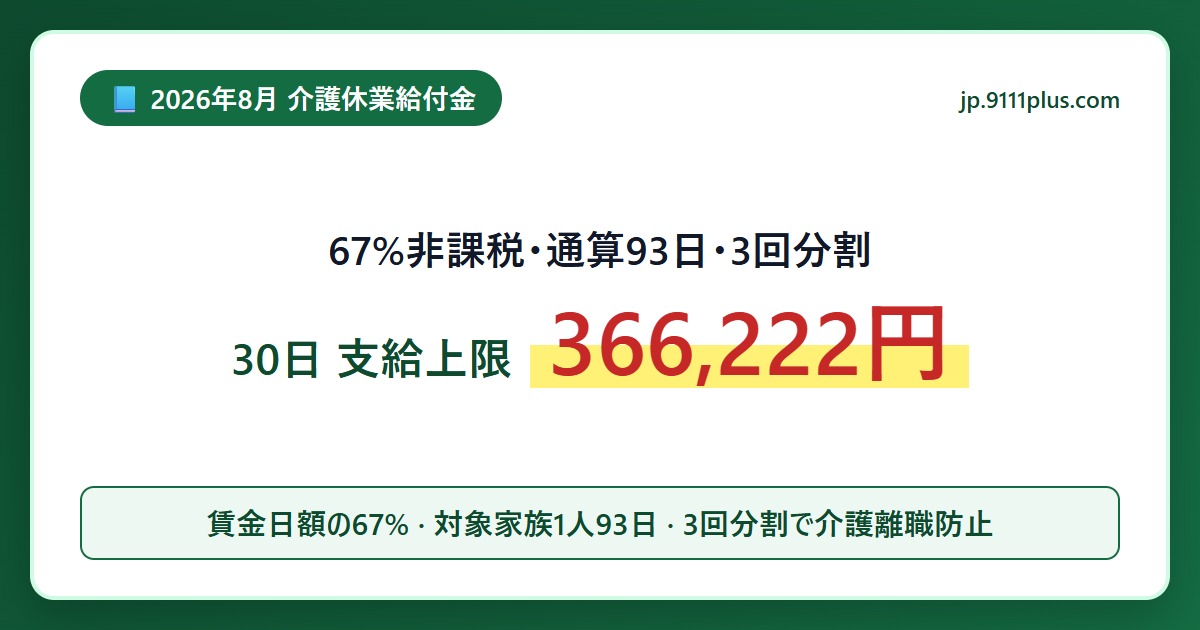 📘 2026年8月 介護休業給付金
jp.9111plus.com
67%非課税･通算93日･3回分割
30日 支給上限 366,222円
賃金日額の67% · 対象家族1人93日 · 3回分割で介護離職防止